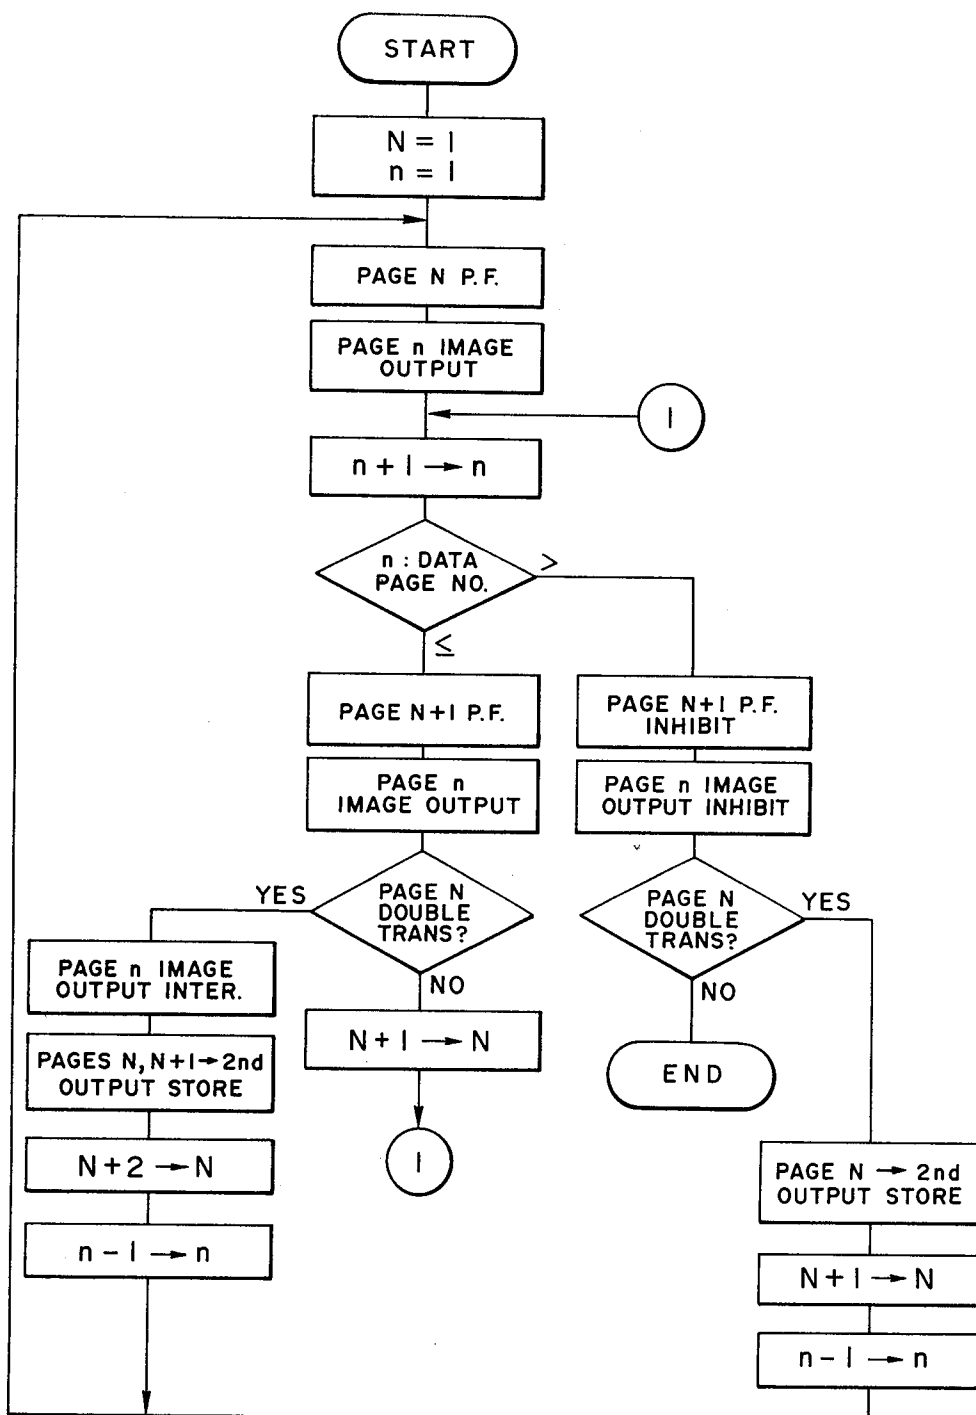 START
N = 1
n = 1
PAGE N P.F.
PAGE n IMAGE
OUTPUT
1
n + 1 → n
n : DATA
PAGE NO.
>
≤
PAGE N+1 P.F.
PAGE N+1 P.F.
INHIBIT
PAGE n
IMAGE OUTPUT
PAGE n IMAGE
OUTPUT INHIBIT
YES
PAGE N
DOUBLE
TRANS?
PAGE N
DOUBLE
TRANS?
YES
NO
NO
PAGE n IMAGE
OUTPUT INTER.
N + 1 → N
PAGES N, N+1 → 2nd
OUTPUT STORE
END
N + 2 → N
1
PAGE N → 2nd
OUTPUT STORE
n - 1 → n
N + 1 → N
n - 1 → n